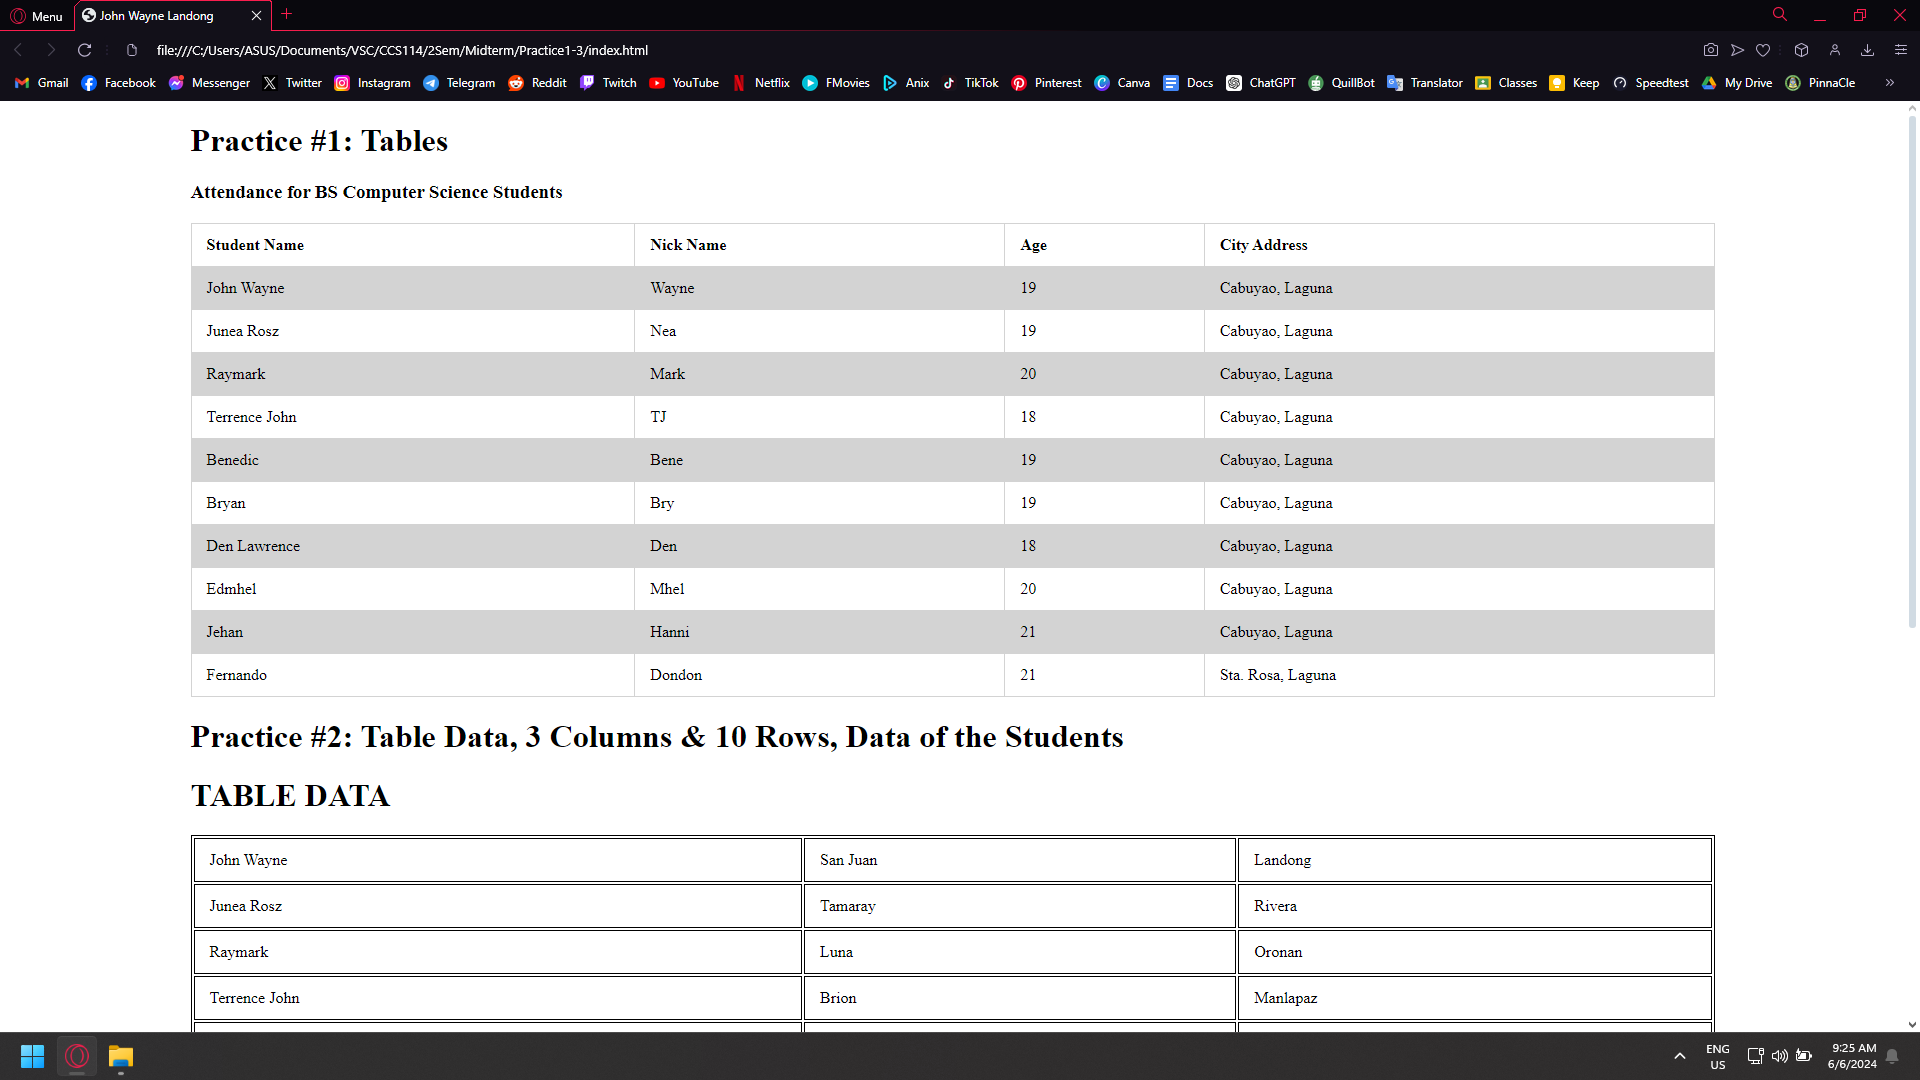 Menu John Wayne Landong
file:///C:/Users/ASUS/Documents/VSC/CCS114/2Sem/Midterm/Practice1-3/index.html
Gmail Facebook Messenger Twitter Instagram Telegram Reddit Twitch YouTube Netflix FMovies Anix TikTok Pinterest Canva Docs ChatGPT QuillBot Translator Classes Keep Speedtest My Drive PinnaCle
Practice #1: Tables
Attendance for BS Computer Science Students
Student Name Nick Name Age City Address
John Wayne Wayne 19 Cabuyao, Laguna
Junea Rosz Nea 19 Cabuyao, Laguna
Raymark Mark 20 Cabuyao, Laguna
Terrence John TJ 18 Cabuyao, Laguna
Benedic Bene 19 Cabuyao, Laguna
Bryan Bry 19 Cabuyao, Laguna
Den Lawrence Den 18 Cabuyao, Laguna
Edmhel Mhel 20 Cabuyao, Laguna
Jehan Hanni 21 Cabuyao, Laguna
Fernando Dondon 21 Sta. Rosa, Laguna
Practice #2: Table Data, 3 Columns & 10 Rows, Data of the Students
TABLE DATA
John Wayne San Juan Landong
Junea Rosz Tamaray Rivera
Raymark Luna Oronan
Terrence John Brion Manlapaz
ENG
US
9:25 AM
6/6/2024